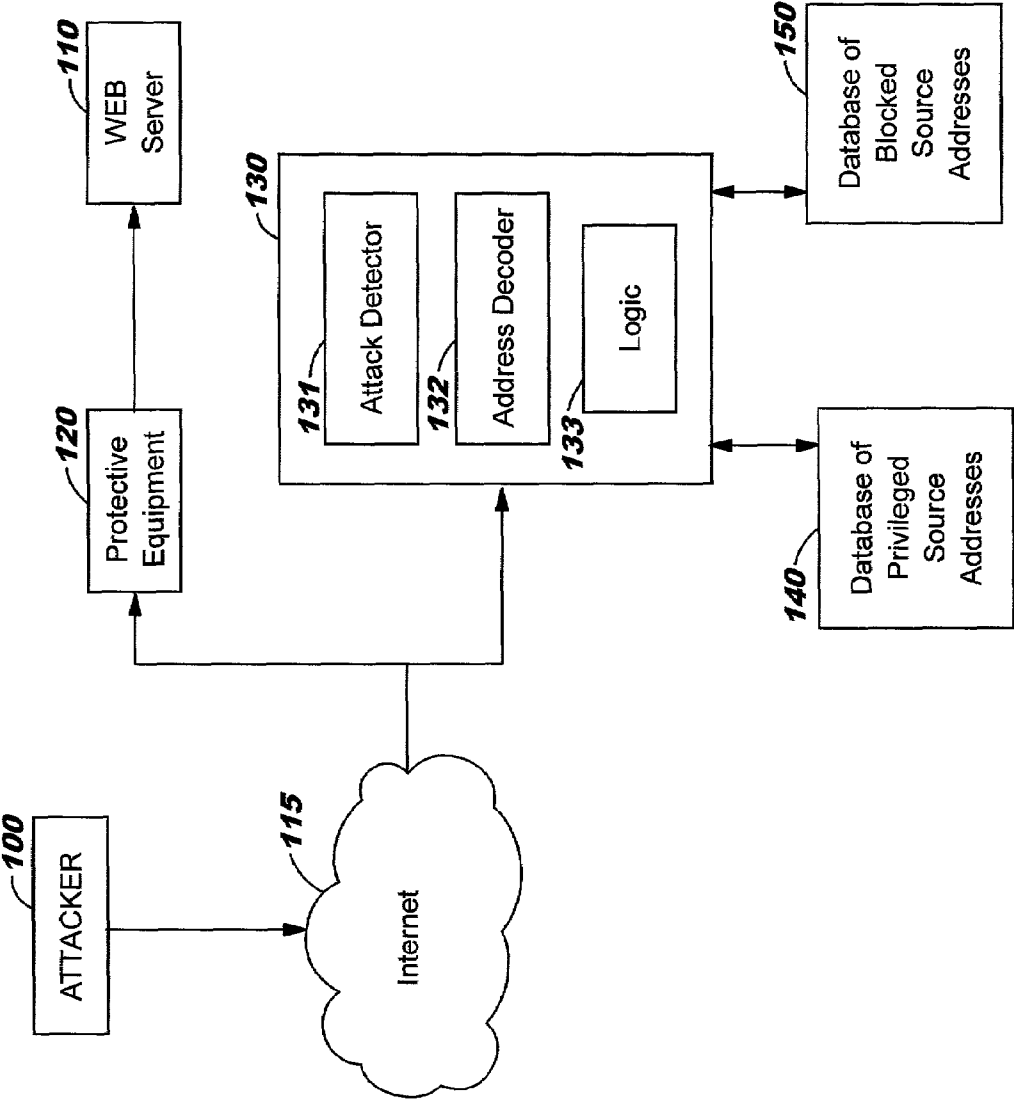 100
ATTACKER
115
Internet
120
Protective
Equipment
110
WEB
Server
130
131
Attack Detector
132
Address Decoder
133
Logic
140
Database of
Privileged
Source
Addresses
150
Database of
Blocked
Source
Addresses